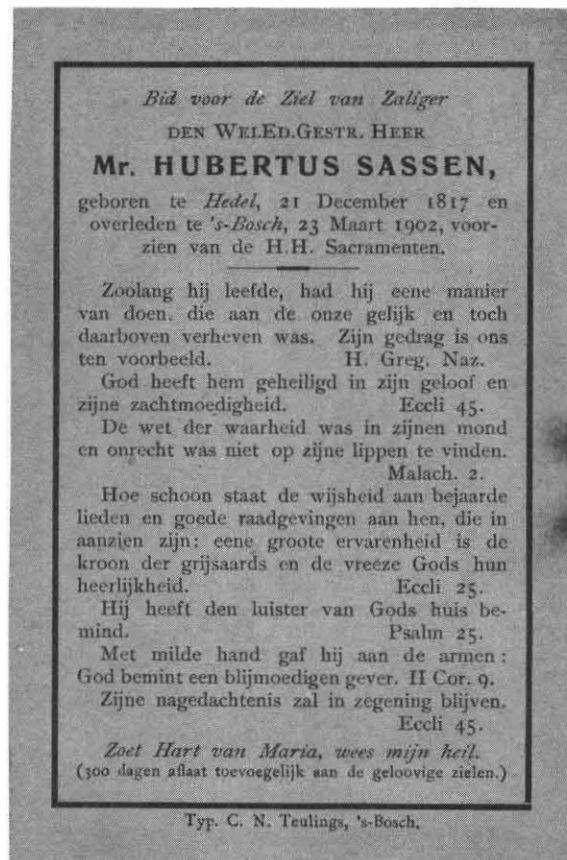 Bid voor de Ziel van Zaliger
DEN WEL.ED.GESTR. HEER
Mr. HUBERTUS SASSEN,
geboren te Hedel, 21 December 1817 en
overleden te 's-Bosch, 23 Maart 1902, voor-
zien van de H.H. Sacramenten.
Zoolang hij leefde, had hij eene manier
van doen, die aan de onze gelijk en toch
daarboven verheven was. Zijn gedrag is ons
ten voorbeeld. H. Greg. Naz.
God heeft hem geheiligd in zijn geloof en
zijne zachtmoedigheid. Eccli 45.
De wet der waarheid was in zijnen mond
en onrecht was niet op zijne lippen te vinden.
Malach. 2.
Hoe schoon staat de wijsheid aan bejaarde
lieden en goede raadgevingen aan hen, die in
aanzien zijn: eene groote ervarenheid is de
kroon der grijsaards en de vreeze Gods hun
heerlijkheid. Eccli 25.
Hij heeft den luister van Gods huis be-
mind. Psalm 25.
Met milde hand gaf hij aan de armen:
God bemint een blijmoedigen gever. II Cor. 9.
Zijne nagedachtenis zal in zegening blijven.
Eccli 45.
Zoet Hart van Maria, wees mijn heil.
(300 dagen aflaat toevoegelijk aan de geloovige zielen.)
Typ. C. N. Teulings, 's-Bosch.